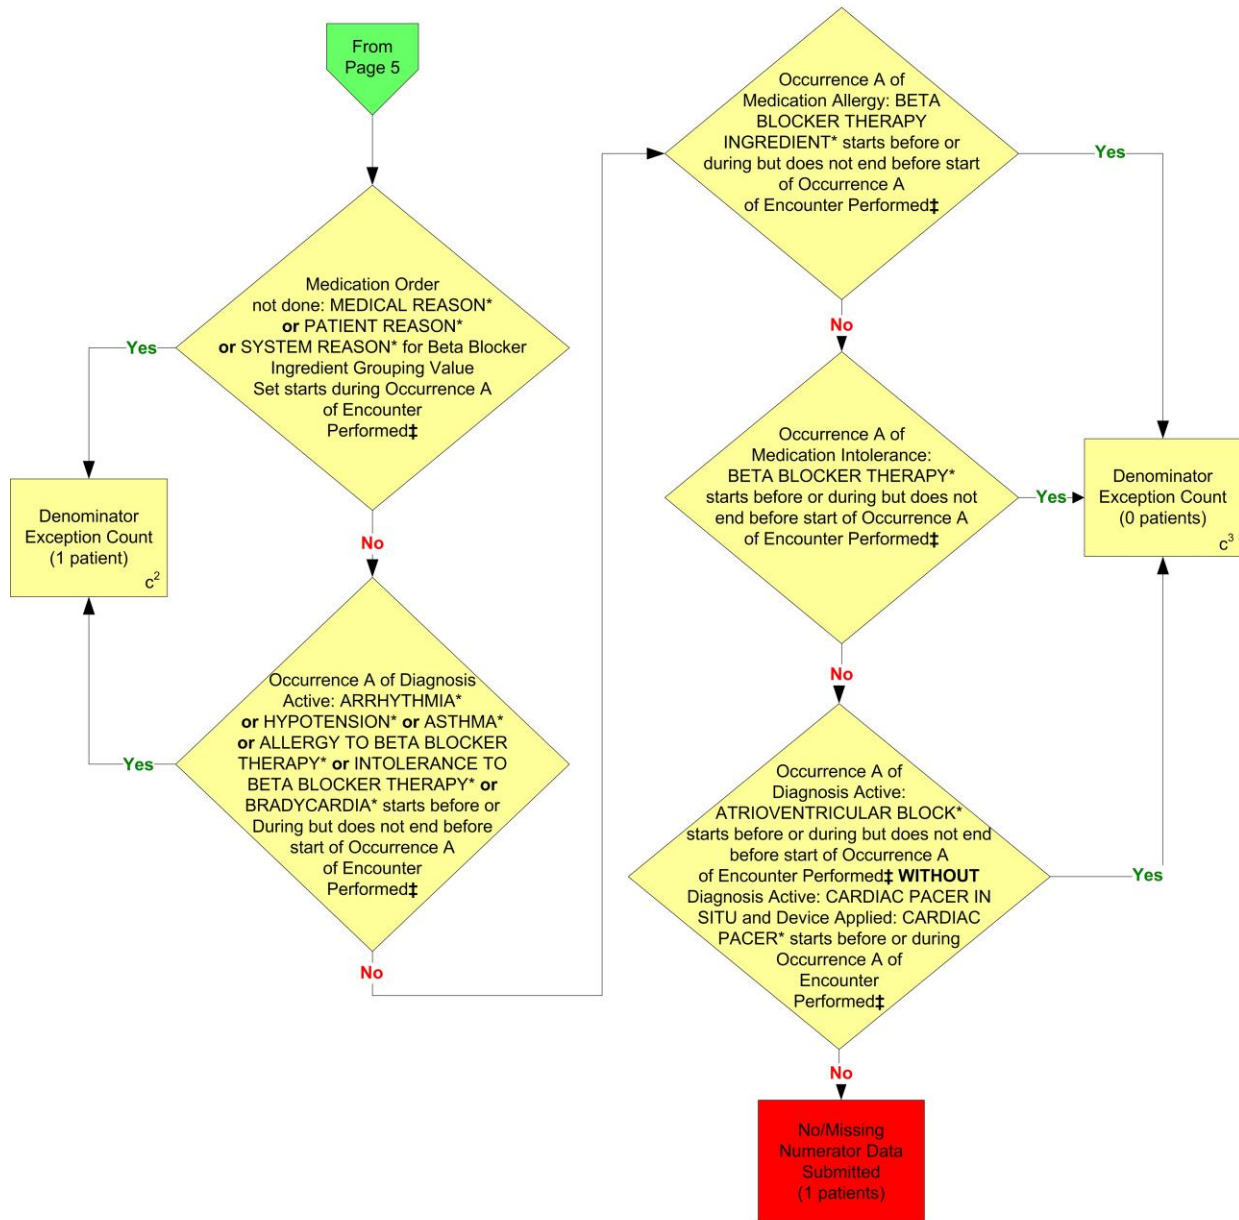 From
Page 5
Medication Order
not done: MEDICAL REASON*
or PATIENT REASON*
or SYSTEM REASON* for Beta Blocker
Ingredient Grouping Value
Set starts during Occurrence A
of Encounter
Performed‡
Yes
Denominator
Exception Count
(1 patient)
c²
No
Occurrence A of Diagnosis
Active: ARRHYTHMIA*
or HYPOTENSION* or ASTHMA*
or ALLERGY TO BETA BLOCKER
THERAPY* or INTOLERANCE TO
BETA BLOCKER THERAPY* or
BRADYCARDIA* starts before or
During but does not end before
start of Occurrence A
of Encounter
Performed‡
Yes
No
Occurrence A of
Medication Allergy: BETA
BLOCKER THERAPY
INGREDIENT* starts before or
during but does not end before start
of Occurrence A
of Encounter Performed‡
Yes
No
Occurrence A of
Medication Intolerance:
BETA BLOCKER THERAPY*
starts before or during but does not
end before start of Occurrence A
of Encounter Performed‡
Yes
Denominator
Exception Count
(0 patients)
c³
No
Occurrence A of
Diagnosis Active:
ATRIOVENTRICULAR BLOCK*
starts before or during but does not end
before start of Occurrence A
of Encounter Performed‡ WITHOUT
Diagnosis Active: CARDIAC PACER IN
SITU and Device Applied: CARDIAC
PACER* starts before or during
Occurrence A of
Encounter
Performed‡
Yes
No
No/Missing
Numerator Data
Submitted
(1 patients)